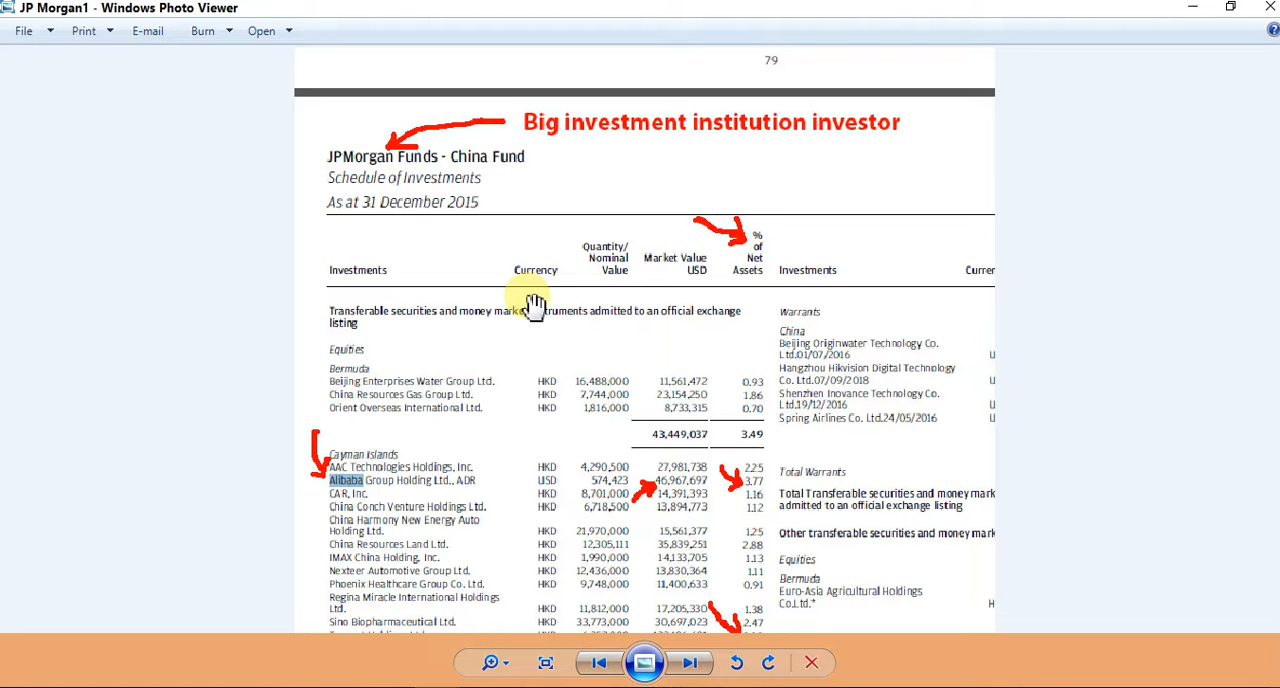 JP Morgan1 - Windows Photo Viewer
File Print E-mail Burn Open
79
Big investment institution investor
JPMorgan Funds - China Fund
Schedule of Investments
As at 31 December 2015
Investments Currency Quantity/ Nominal Value Market Value USD % of Net Assets Investments Curren
Transferable securities and money market instruments admitted to an official exchange
listing
Equities
Bermuda
Beijing Enterprises Water Group Ltd. HKD 16,488,000 11,561,472 0.93
China Resources Gas Group Ltd. HKD 7,744,000 23,154,250 1.86
Orient Overseas International Ltd. HKD 1,816,000 8,733,315 0.70
43,449,037 3.49
Cayman Islands
AAC Technologies Holdings, Inc. HKD 4,290,500 27,981,738 2.25
Alibaba Group Holding Ltd., ADR USD 574,423 46,967,697 3.77
CAR, Inc. HKD 8,701,000 14,391,393 1.16
China Conch Venture Holdings Ltd. HKD 6,718,500 13,894,773 1.12
China Harmony New Energy Auto
Holding Ltd. HKD 21,970,000 15,561,377 1.25
China Resources Land Ltd. HKD 12,305,111 35,839,251 2.88
IMAX China Holding, Inc. HKD 1,990,000 14,133,705 1.13
Nexteer Automotive Group Ltd. HKD 12,436,000 13,830,364 1.11
Phoenix Healthcare Group Co. Ltd. HKD 9,748,000 11,400,633 0.91
Regina Miracle International Holdings
Ltd. HKD 11,812,000 17,205,330 1.38
Sino Biopharmaceutical Ltd. HKD 33,773,000 30,697,023 2.47
Warrants
China
Beijing Originwater Technology Co.
Ltd.01/07/2016 U
Hangzhou Hikvision Digital Technology
Co. Ltd.07/09/2018 U
Shenzhen Inovance Technology Co.
Ltd.19/12/2016 U
Spring Airlines Co. Ltd.24/05/2016 U
Total Warrants
Total Transferable securities and money mark
admitted to an official exchange listing
Other transferable securities and money mark
Equities
Bermuda
Euro-Asia Agricultural Holdings
Co.Ltd.* H